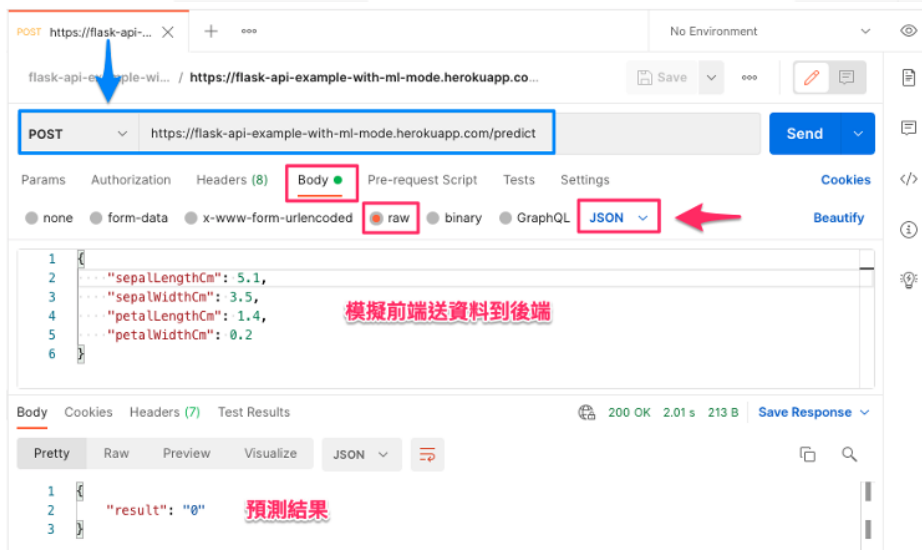 POST https://flask-api-... No Environment
flask-api-example-wi... / https://flask-api-example-with-ml-mode.herokuapp.co... Save
POST https://flask-api-example-with-ml-mode.herokuapp.com/predict Send
Params Authorization Headers (8) Body Pre-request Script Tests Settings Cookies
none form-data x-www-form-urlencoded raw binary GraphQL JSON Beautify
1 {
2 "sepalLengthCm": 5.1,
3 "sepalWidthCm": 3.5,
4 "petalLengthCm": 1.4,
模擬前端送資料到後端
5 "petalWidthCm": 0.2
6 }
Body Cookies Headers (7) Test Results 200 OK 2.01 s 213 B Save Response
Pretty Raw Preview Visualize JSON
1 {
2 "result": "0" 預測結果
3 }